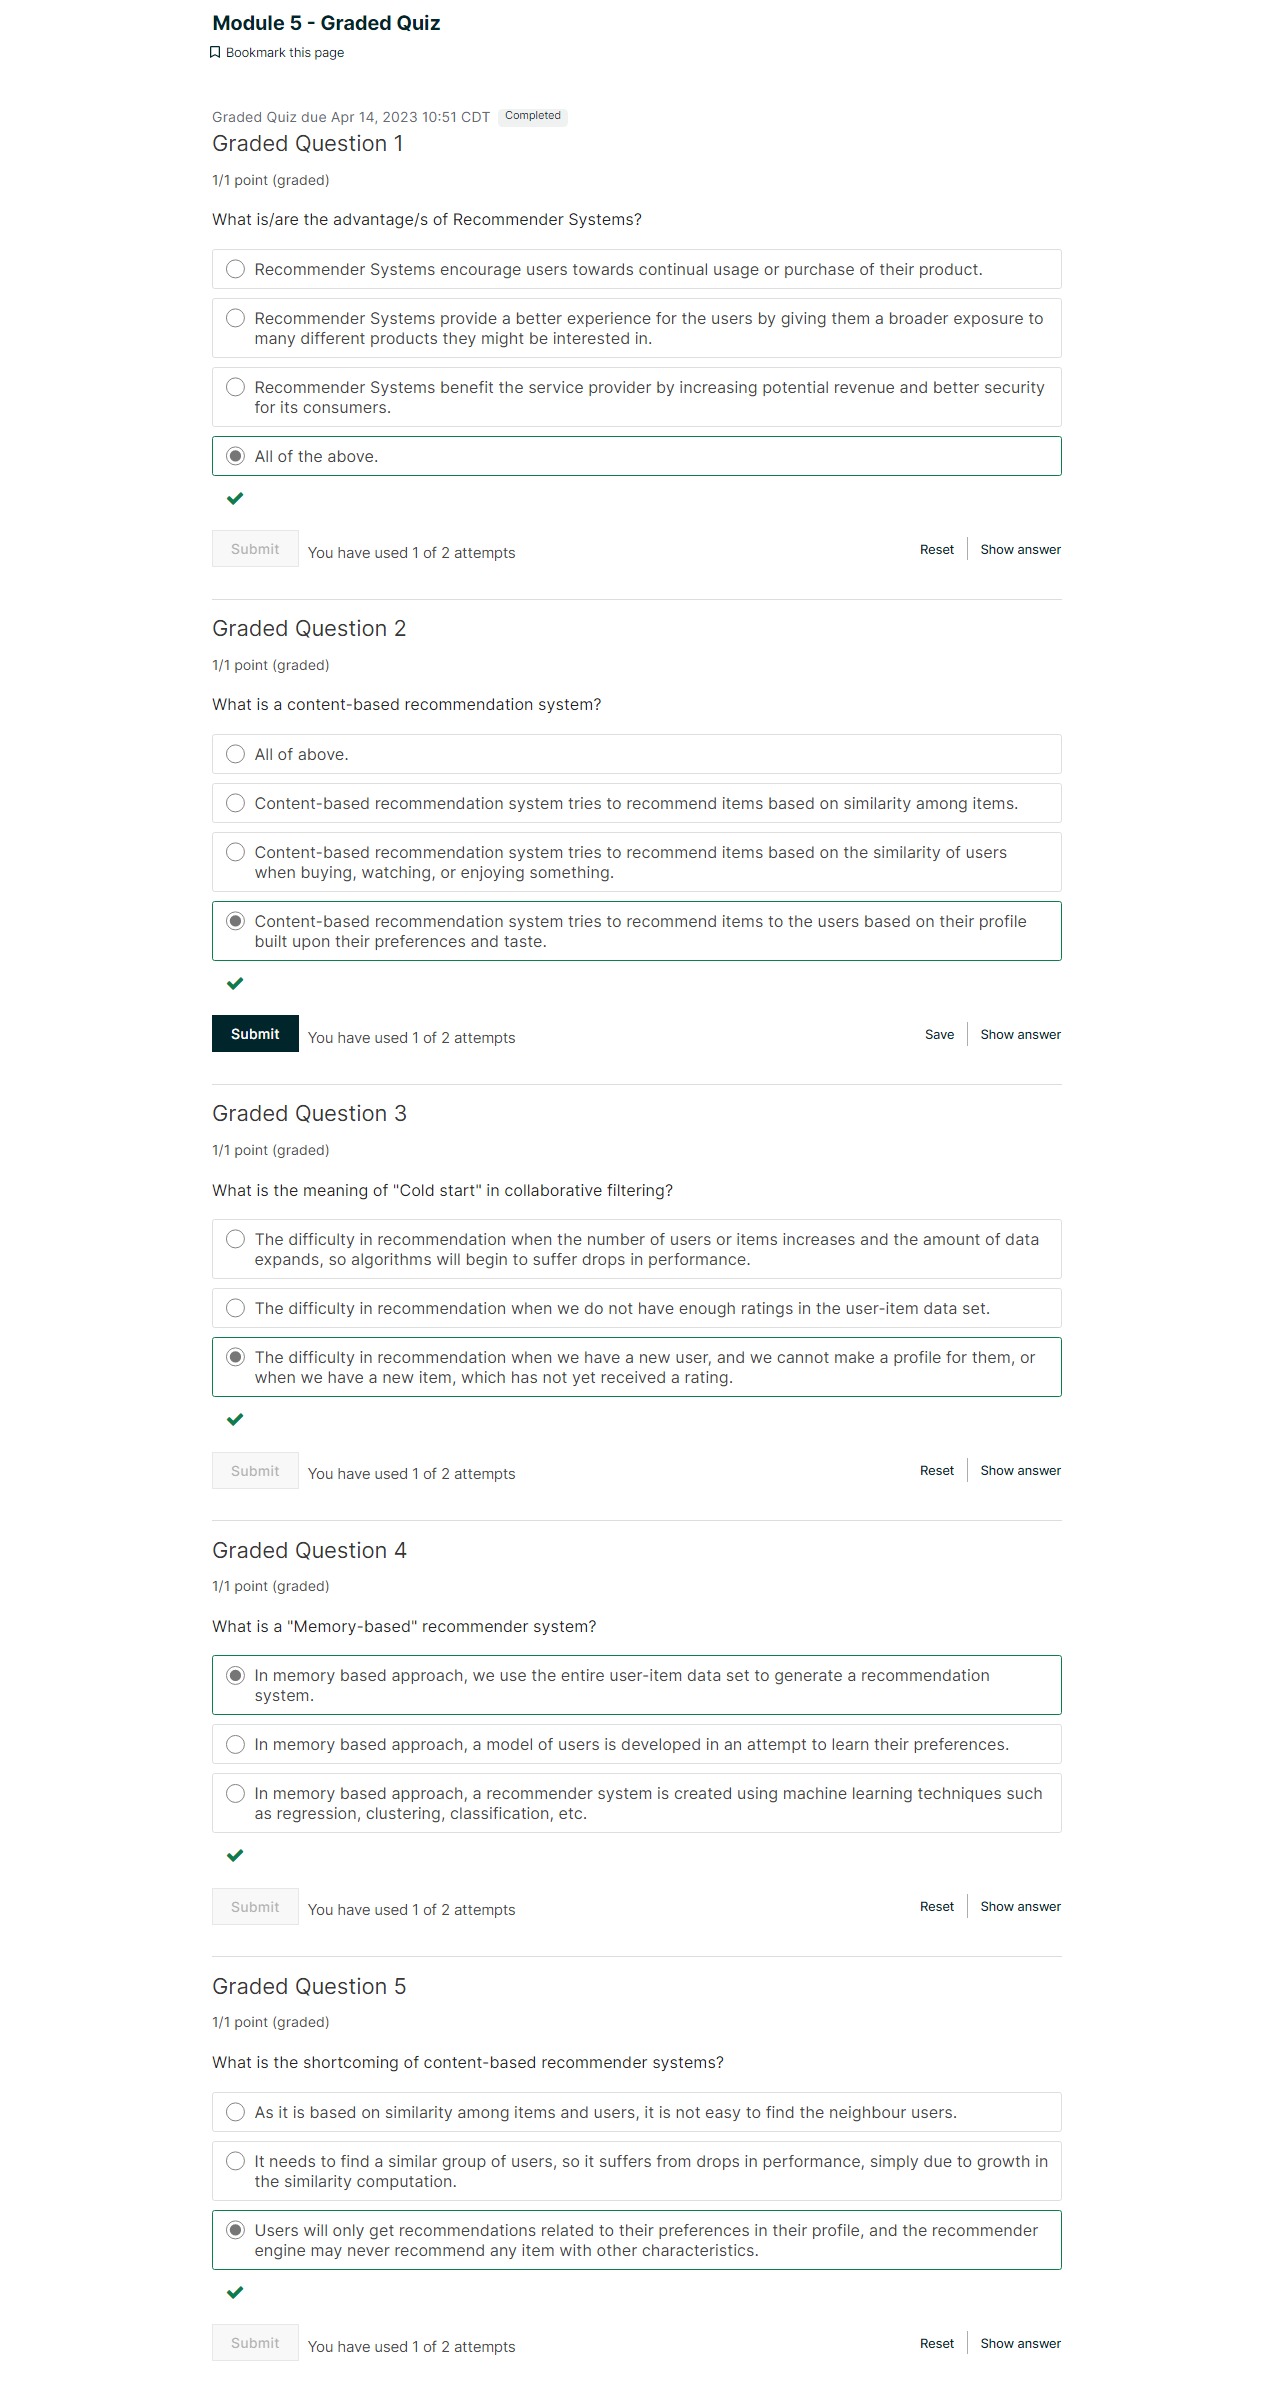 Module 5 - Graded Quiz
Bookmark this page
Graded Quiz due Apr 14, 2023 10:51 CDT Completed
Graded Question 1
1/1 point (graded)
What is/are the advantage/s of Recommender Systems?
Recommender Systems encourage users towards continual usage or purchase of their product.
Recommender Systems provide a better experience for the users by giving them a broader exposure to
many different products they might be interested in.
Recommender Systems benefit the service provider by increasing potential revenue and better security
for its consumers.
All of the above.
Submit You have used 1 of 2 attempts Reset Show answer
Graded Question 2
1/1 point (graded)
What is a content-based recommendation system?
All of above.
Content-based recommendation system tries to recommend items based on similarity among items.
Content-based recommendation system tries to recommend items based on the similarity of users
when buying, watching, or enjoying something.
Content-based recommendation system tries to recommend items to the users based on their profile
built upon their preferences and taste.
Submit You have used 1 of 2 attempts Save Show answer
Graded Question 3
1/1 point (graded)
What is the meaning of "Cold start" in collaborative filtering?
The difficulty in recommendation when the number of users or items increases and the amount of data
expands, so algorithms will begin to suffer drops in performance.
The difficulty in recommendation when we do not have enough ratings in the user-item data set.
The difficulty in recommendation when we have a new user, and we cannot make a profile for them, or
when we have a new item, which has not yet received a rating.
Submit You have used 1 of 2 attempts Reset Show answer
Graded Question 4
1/1 point (graded)
What is a "Memory-based" recommender system?
In memory based approach, we use the entire user-item data set to generate a recommendation
system.
In memory based approach, a model of users is developed in an attempt to learn their preferences.
In memory based approach, a recommender system is created using machine learning techniques such
as regression, clustering, classification, etc.
Submit You have used 1 of 2 attempts Reset Show answer
Graded Question 5
1/1 point (graded)
What is the shortcoming of content-based recommender systems?
As it is based on similarity among items and users, it is not easy to find the neighbour users.
It needs to find a similar group of users, so it suffers from drops in performance, simply due to growth in
the similarity computation.
Users will only get recommendations related to their preferences in their profile, and the recommender
engine may never recommend any item with other characteristics.
Submit You have used 1 of 2 attempts Reset Show answer